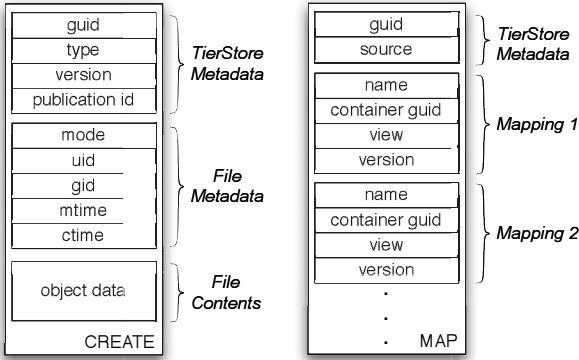 guid
type
version
publication id
TierStore
Metadata
mode
uid
gid
mtime
ctime
File
Metadata
object data
File
Contents
CREATE
guid
source
TierStore
Metadata
name
container guid
view
version
Mapping 1
name
container guid
view
version
Mapping 2
.
.
.
MAP